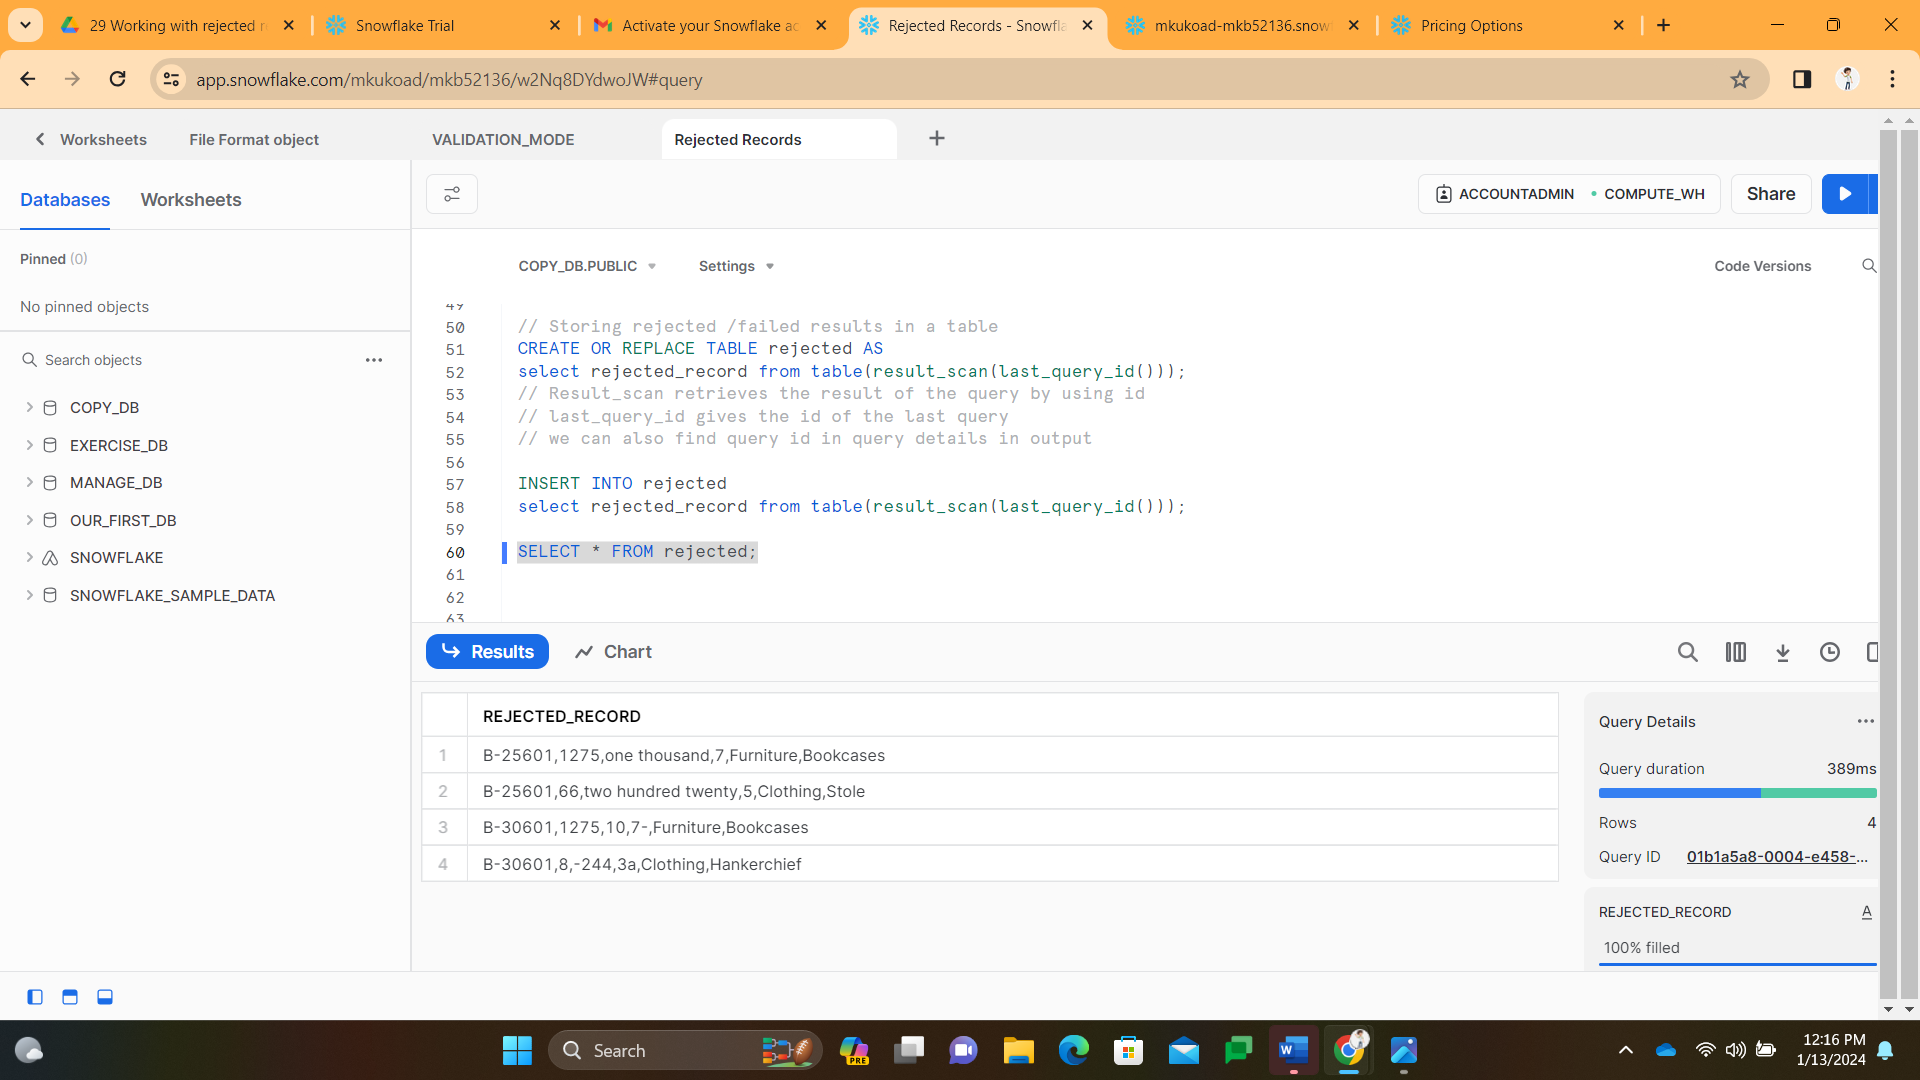 29 Working with rejected r
Snowflake Trial
Activate your Snowflake ac
Rejected Records - Snowfla
mkukoad-mkb52136.snow
Pricing Options
app.snowflake.com/mkukoad/mkb52136/w2Nq8DYdwoJW#query
Worksheets
File Format object
VALIDATION_MODE
Rejected Records
Databases
Worksheets
ACCOUNTADMIN
COMPUTE_WH
Share
Pinned (0)
No pinned objects
COPY_DB.PUBLIC
Settings
Code Versions
Search objects
COPY_DB
EXERCISE_DB
MANAGE_DB
OUR_FIRST_DB
SNOWFLAKE
SNOWFLAKE_SAMPLE_DATA
49
50 // Storing rejected /failed results in a table
51 CREATE OR REPLACE TABLE rejected AS
52 select rejected_record from table(result_scan(last_query_id()));
53 // Result_scan retrieves the result of the query by using id
54 // last_query_id gives the id of the last query
55 // we can also find query id in query details in output
56
57 INSERT INTO rejected
58 select rejected_record from table(result_scan(last_query_id()));
59
60 SELECT * FROM rejected;
61
62
63
Results
Chart
REJECTED_RECORD
1 B-25601,1275,one thousand,7,Furniture,Bookcases
2 B-25601,66,two hundred twenty,5,Clothing,Stole
3 B-30601,1275,10,7-,Furniture,Bookcases
4 B-30601,8,-244,3a,Clothing,Hankerchief
Query Details
Query duration 389ms
Rows 4
Query ID 01b1a5a8-0004-e458-...
REJECTED_RECORD A
100% filled
Search
PRE
W
12:16 PM
1/13/2024